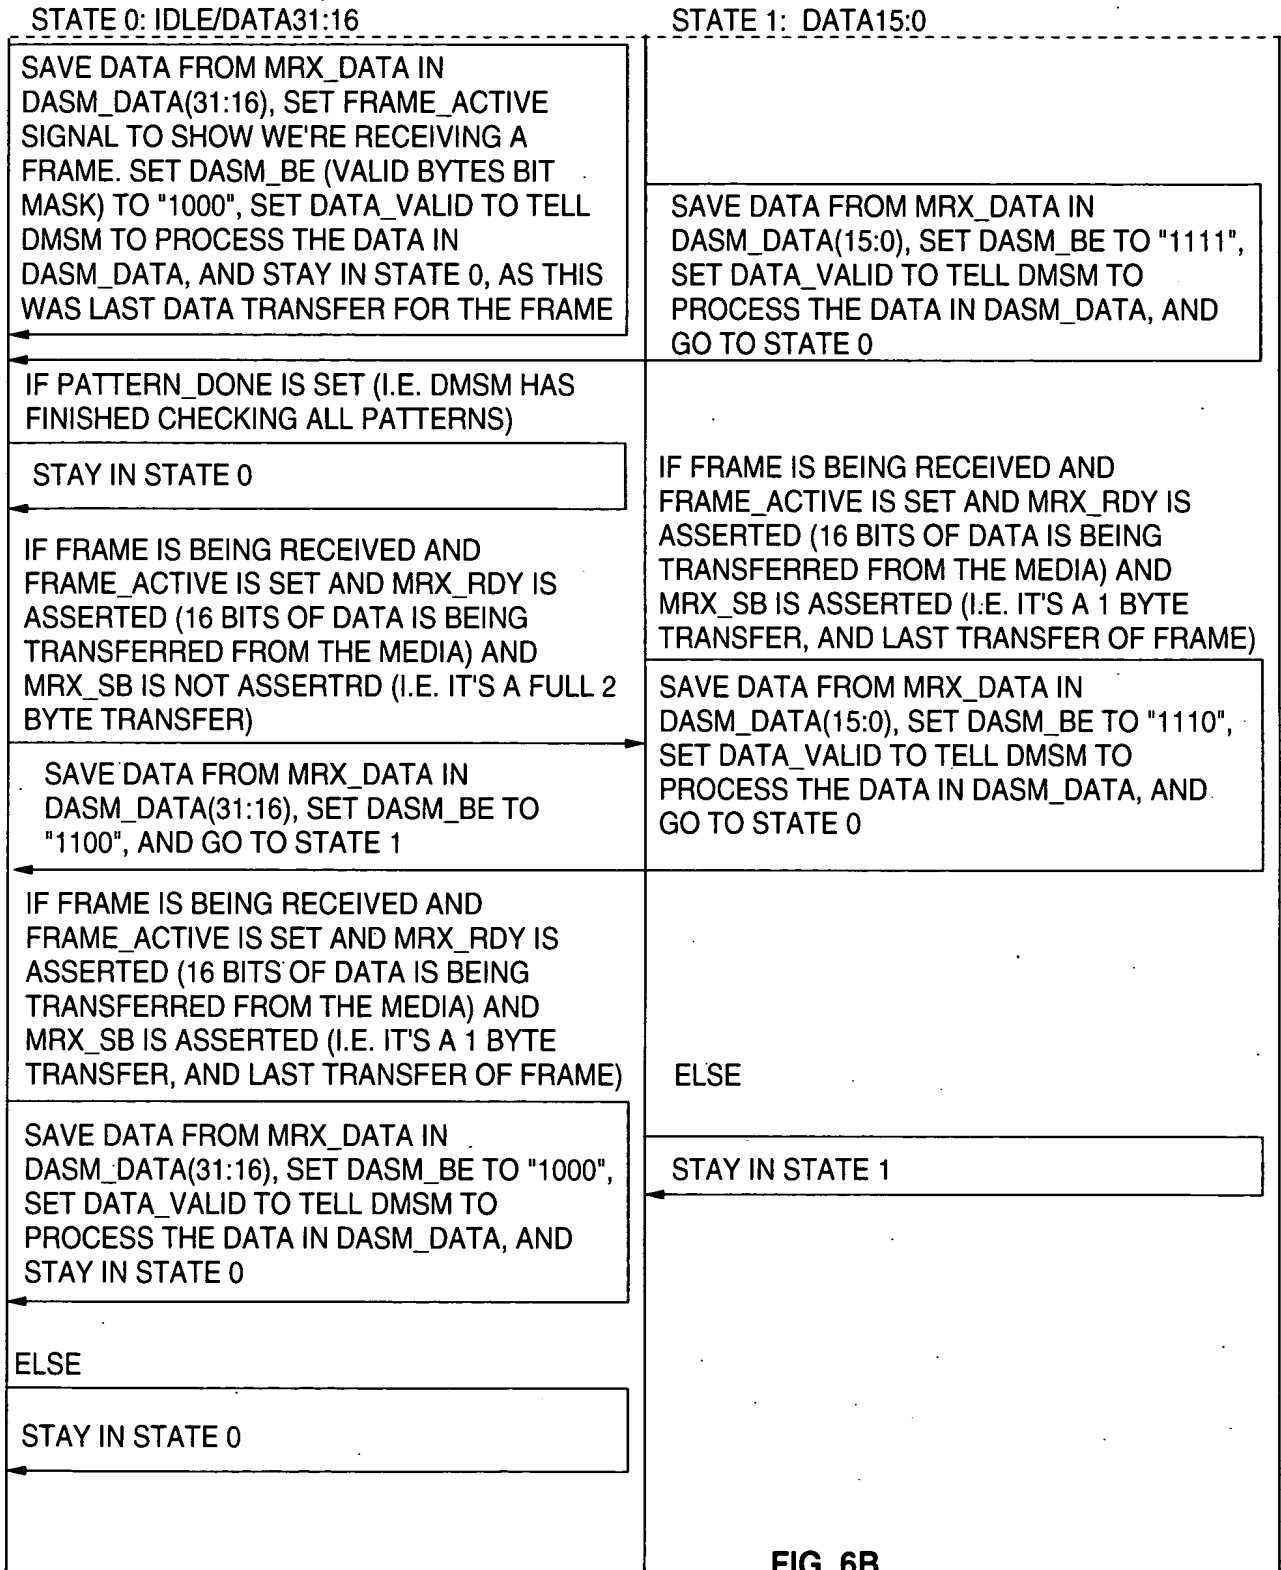 STATE 0: IDLE/DATA31:16
SAVE DATA FROM MRX_DATA IN
DASM_DATA(31:16), SET FRAME_ACTIVE
SIGNAL TO SHOW WE'RE RECEIVING A
FRAME. SET DASM_BE (VALID BYTES BIT
MASK) TO "1000", SET DATA_VALID TO TELL
DMSM TO PROCESS THE DATA IN
DASM_DATA, AND STAY IN STATE 0, AS THIS
WAS LAST DATA TRANSFER FOR THE FRAME
IF PATTERN_DONE IS SET (I.E. DMSM HAS
FINISHED CHECKING ALL PATTERNS)
STAY IN STATE 0
IF FRAME IS BEING RECEIVED AND
FRAME_ACTIVE IS SET AND MRX_RDY IS
ASSERTED (16 BITS OF DATA IS BEING
TRANSFERRED FROM THE MEDIA) AND
MRX_SB IS NOT ASSERTRD (I.E. IT'S A FULL 2
BYTE TRANSFER)
SAVE DATA FROM MRX_DATA IN
DASM_DATA(31:16), SET DASM_BE TO
"1100", AND GO TO STATE 1
IF FRAME IS BEING RECEIVED AND
FRAME_ACTIVE IS SET AND MRX_RDY IS
ASSERTED (16 BITS OF DATA IS BEING
TRANSFERRED FROM THE MEDIA) AND
MRX_SB IS ASSERTED (I.E. IT'S A 1 BYTE
TRANSFER, AND LAST TRANSFER OF FRAME)
SAVE DATA FROM MRX_DATA IN
DASM_DATA(31:16), SET DASM_BE TO "1000",
SET DATA_VALID TO TELL DMSM TO
PROCESS THE DATA IN DASM_DATA, AND
STAY IN STATE 0
ELSE
STAY IN STATE 0
STATE 1: DATA15:0
SAVE DATA FROM MRX_DATA IN
DASM_DATA(15:0), SET DASM_BE TO "1111",
SET DATA_VALID TO TELL DMSM TO
PROCESS THE DATA IN DASM_DATA, AND
GO TO STATE 0
IF FRAME IS BEING RECEIVED AND
FRAME_ACTIVE IS SET AND MRX_RDY IS
ASSERTED (16 BITS OF DATA IS BEING
TRANSFERRED FROM THE MEDIA) AND
MRX_SB IS ASSERTED (I.E. IT'S A 1 BYTE
TRANSFER, AND LAST TRANSFER OF FRAME)
SAVE DATA FROM MRX_DATA IN
DASM_DATA(15:0), SET DASM_BE TO "1110",
SET DATA_VALID TO TELL DMSM TO
PROCESS THE DATA IN DASM_DATA, AND
GO TO STATE 0
ELSE
STAY IN STATE 1
FIG. 6B